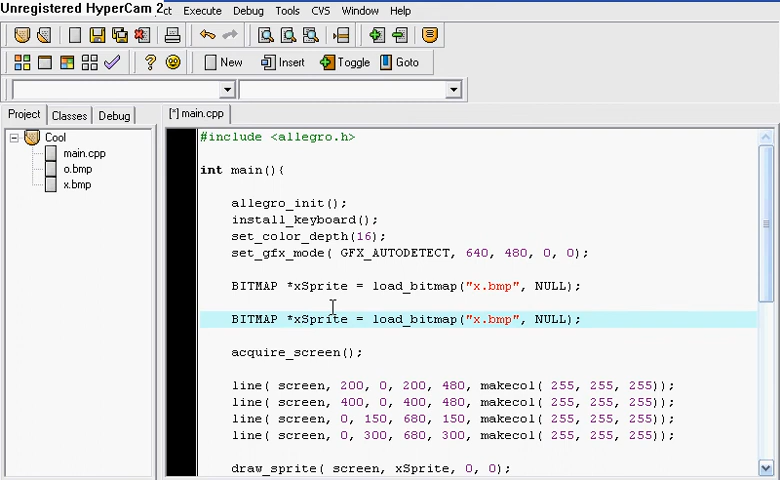 Unregistered HyperCam 2
ct Execute Debug Tools CVS Window Help
New Insert Toggle Goto
Project Classes Debug
[*] main.cpp
Cool
main.cpp
o.bmp
x.bmp
#include <allegro.h>
int main(){
allegro_init();
install_keyboard();
set_color_depth(16);
set_gfx_mode( GFX_AUTODETECT, 640, 480, 0, 0);
BITMAP *xSprite = load_bitmap("x.bmp", NULL);
BITMAP *xSprite = load_bitmap("x.bmp", NULL);
acquire_screen();
line( screen, 200, 0, 200, 480, makecol( 255, 255, 255));
line( screen, 400, 0, 400, 480, makecol( 255, 255, 255));
line( screen, 0, 150, 680, 150, makecol( 255, 255, 255));
line( screen, 0, 300, 680, 300, makecol( 255, 255, 255));
draw_sprite( screen, xSprite, 0, 0);